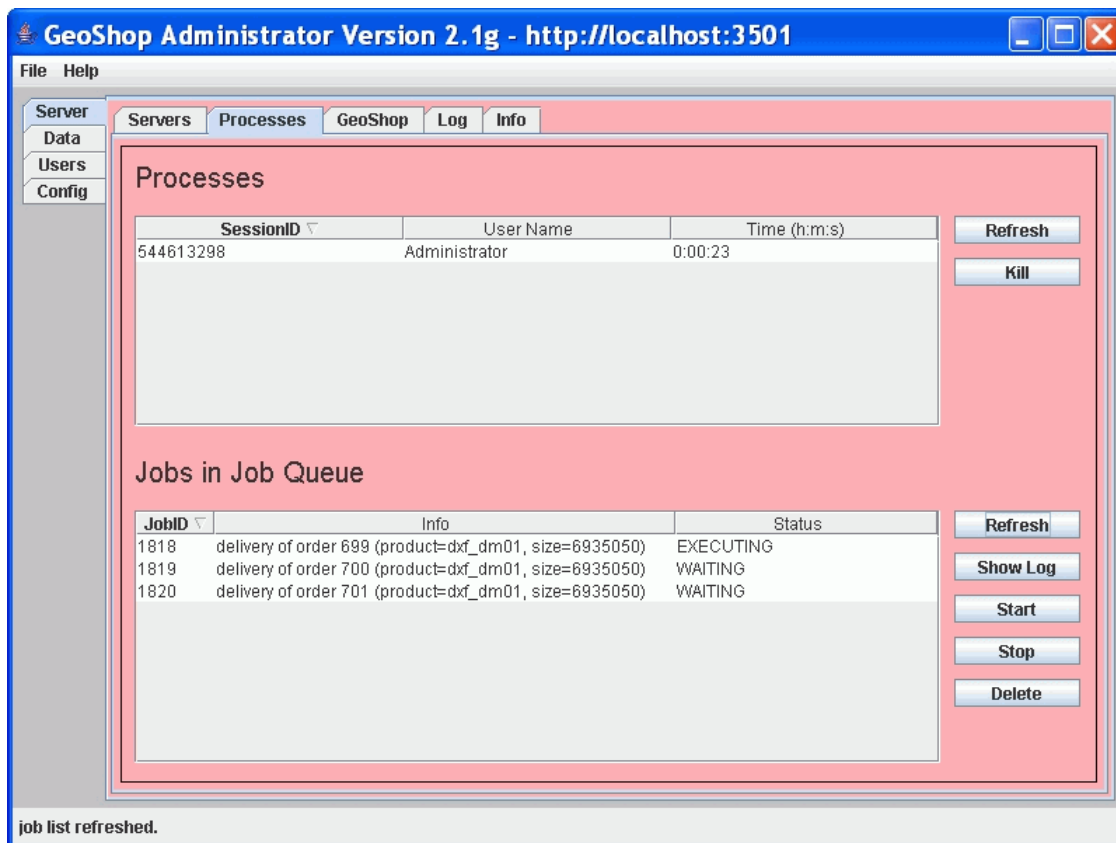 GeoShop Administrator Version 2.1g - http://localhost:3501
File Help
Server
Data
Users
Config
Servers Processes GeoShop Log Info
Processes
SessionID User Name Time (h:m:s)
544613298 Administrator 0:00:23
Refresh
Kill
Jobs in Job Queue
JobID Info Status
1818 delivery of order 699 (product=dxf_dm01, size=6935050) EXECUTING
1819 delivery of order 700 (product=dxf_dm01, size=6935050) WAITING
1820 delivery of order 701 (product=dxf_dm01, size=6935050) WAITING
Refresh
Show Log
Start
Stop
Delete
job list refreshed.